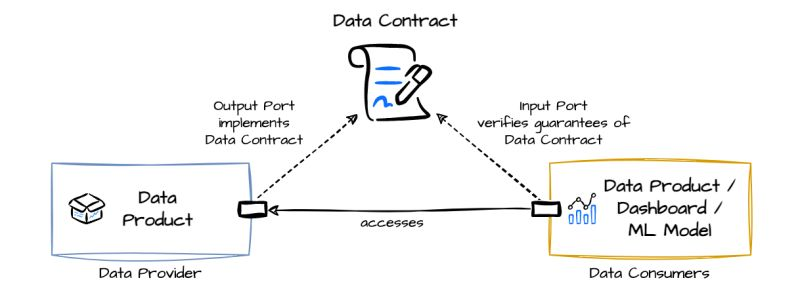 Data Contract
Output Port
implements
Data Contract
Input Port
verifies guarantees of
Data Contract
Data
Product
Data Product /
Dashboard /
ML Model
accesses
Data Provider
Data Consumers